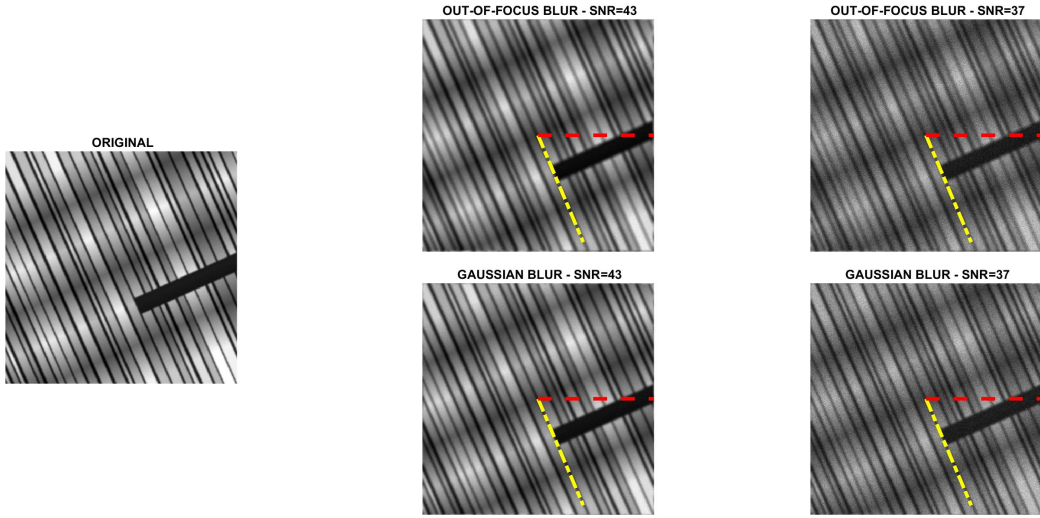 OUT-OF-FOCUS BLUR - SNR=43
OUT-OF-FOCUS BLUR - SNR=37
ORIGINAL
GAUSSIAN BLUR - SNR=43
GAUSSIAN BLUR - SNR=37